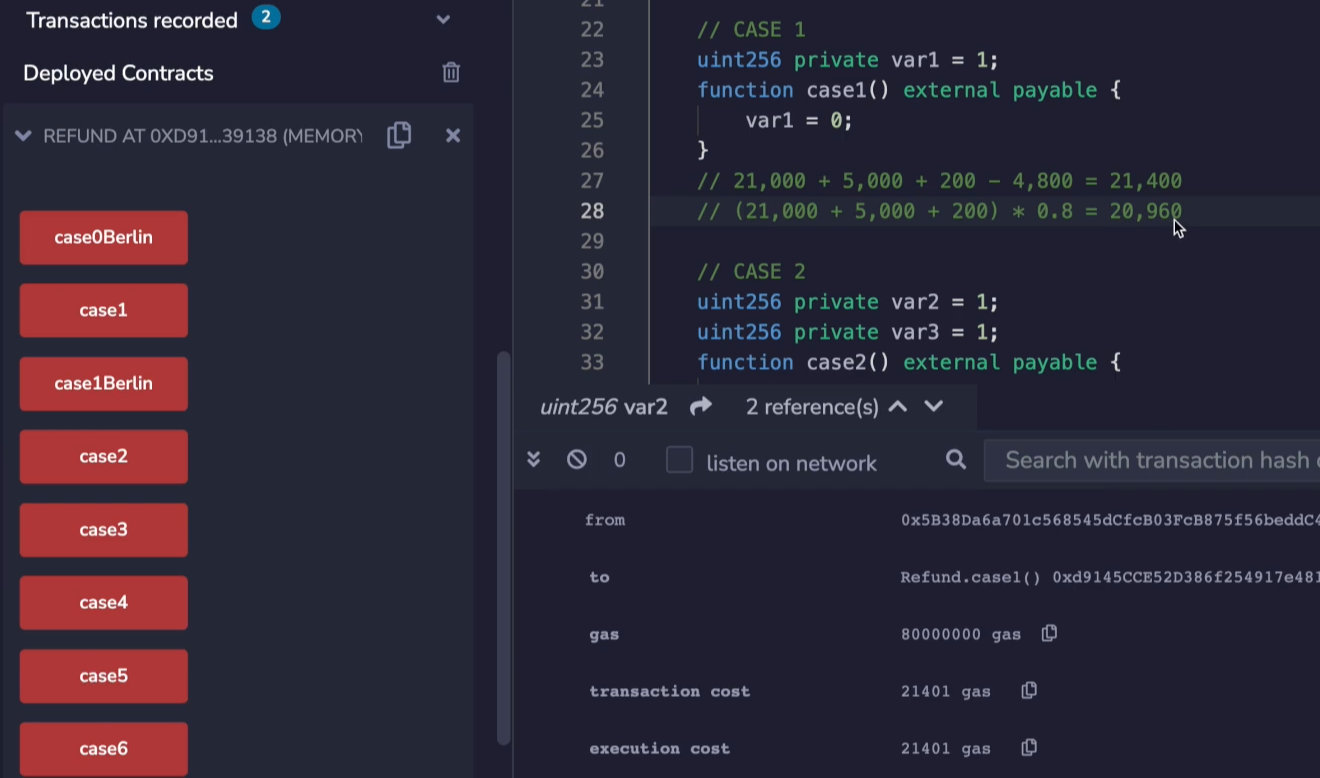 Transactions recorded 2
Deployed Contracts
REFUND AT 0XD91...39138 (MEMORY
case0Berlin
case1
case1Berlin
case2
case3
case4
case5
case6
21
22 // CASE 1
23 uint256 private var1 = 1;
24 function case1() external payable {
25 var1 = 0;
26 }
27 // 21,000 + 5,000 + 200 - 4,800 = 21,400
28 // (21,000 + 5,000 + 200) * 0.8 = 20,960
29
30 // CASE 2
31 uint256 private var2 = 1;
32 uint256 private var3 = 1;
33 function case2() external payable {
uint256 var2 2 reference(s)
0 listen on network Search with transaction hash
from 0x5B38Da6a701c568545dCfcB03FcB875f56beddC4
to Refund.case1() 0xd9145CCE52D386f254917e481
gas 80000000 gas
transaction cost 21401 gas
execution cost 21401 gas